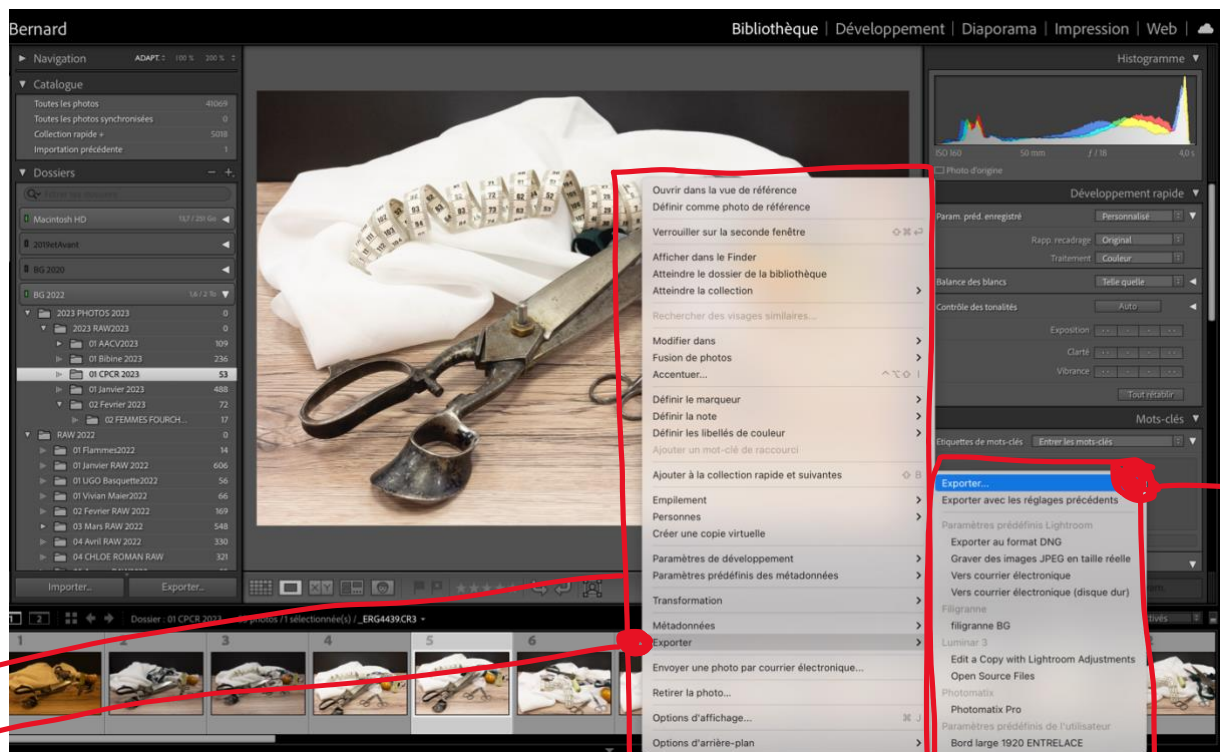 Bernard
Bibliothèque | Développement | Diaporama | Impression | Web |
Navigation ADAPT. 100 % 200 %
Catalogue
Toutes les photos 41069
Toutes les photos synchronisées 0
Collection rapide + 5018
Importation précédente 1
Dossiers
Filtrer les dossiers
Macintosh HD
2019etAvant
BG 2020
BG 2022 1,6 / 2 To
2023 PHOTOS 2023 0
2023 RAW2023 0
01 AACV2023 109
01 Bibine 2023 236
01 CPCR 2023 53
01 Janvier 2023 488
02 Fevrier 2023 72
02 FEMMES FOURCH... 17
RAW 2022 0
01 Flammes2022 14
01 Janvier RAW 2022 606
01 UGO Basquette2022 56
01 Vivian Maier2022 66
02 Fevrier RAW 2022 169
03 Mars RAW 2022 548
04 Avril RAW 2022 330
04 CHLOE ROMAN RAW 321
Importer... Exporter...
Ouvrir dans la vue de référence
Définir comme photo de référence
Verrouiller sur la seconde fenêtre ⇧⌘↩
Afficher dans le Finder
Atteindre le dossier de la bibliothèque
Atteindre la collection
Rechercher des visages similaires...
Modifier dans
Fusion de photos
Accentuer... ^⌥⇧ I
Définir le marqueur
Définir la note
Définir les libellés de couleur
Ajouter un mot-clé de raccourci
Ajouter à la collection rapide et suivantes ⇧ B
Empilement
Personnes
Créer une copie virtuelle
Paramètres de développement
Paramètres prédéfinis des métadonnées
Transformation
Métadonnées
Exporter
Envoyer une photo par courrier électronique...
Retirer la photo...
Options d'affichage... ⌘ J
Options d'arrière-plan
Histogramme
ISO 160 50 mm 4,0 s
Photo d'origine
Développement rapide
Param. préd. enregistré Personnalisé
Rapp. recadrage Original
Traitement Couleur
Balance des blancs Telle quelle
Contrôle des tonalités Auto
Exposition
Clarté
Vibrance
Tout rétablir
Mots-clés
Etiquettes de mots-clés Entrer les mots-clés
Exporter...
Exporter avec les réglages précédents
Paramètres prédéfinis Lightroom
Exporter au format DNG
Graver des images JPEG en taille réelle
Vers courrier électronique
Vers courrier électronique (disque dur)
Filigranne
filigranne BG
Luminar 3
Edit a Copy with Lightroom Adjustments
Open Source Files
Photomatix
Photomatix Pro
Paramètres prédéfinis de l'utilisateur
Bord large 1920 ENTRELACE
1 2 Dossier : 01 CPCR 2023 photos /1 sélectionnée(s) /_ERG4439.CR3
1 2 3 4 5 6